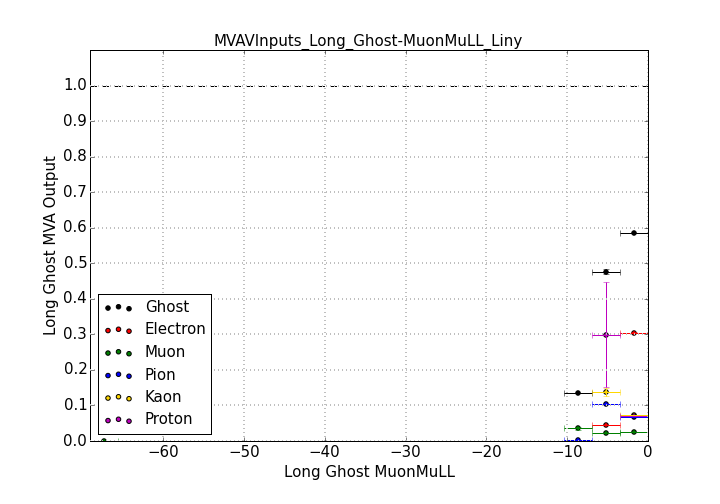 MVAVInputs_Long_Ghost-MuonMuLL_Liny
Long Ghost MVA Output
1.0
0.9
0.8
0.7
0.6
0.5
0.4
0.3
0.2
0.1
0.0
Ghost
Electron
Muon
Pion
Kaon
Proton
−60
−50
−40
−30
−20
−10
0
Long Ghost MuonMuLL